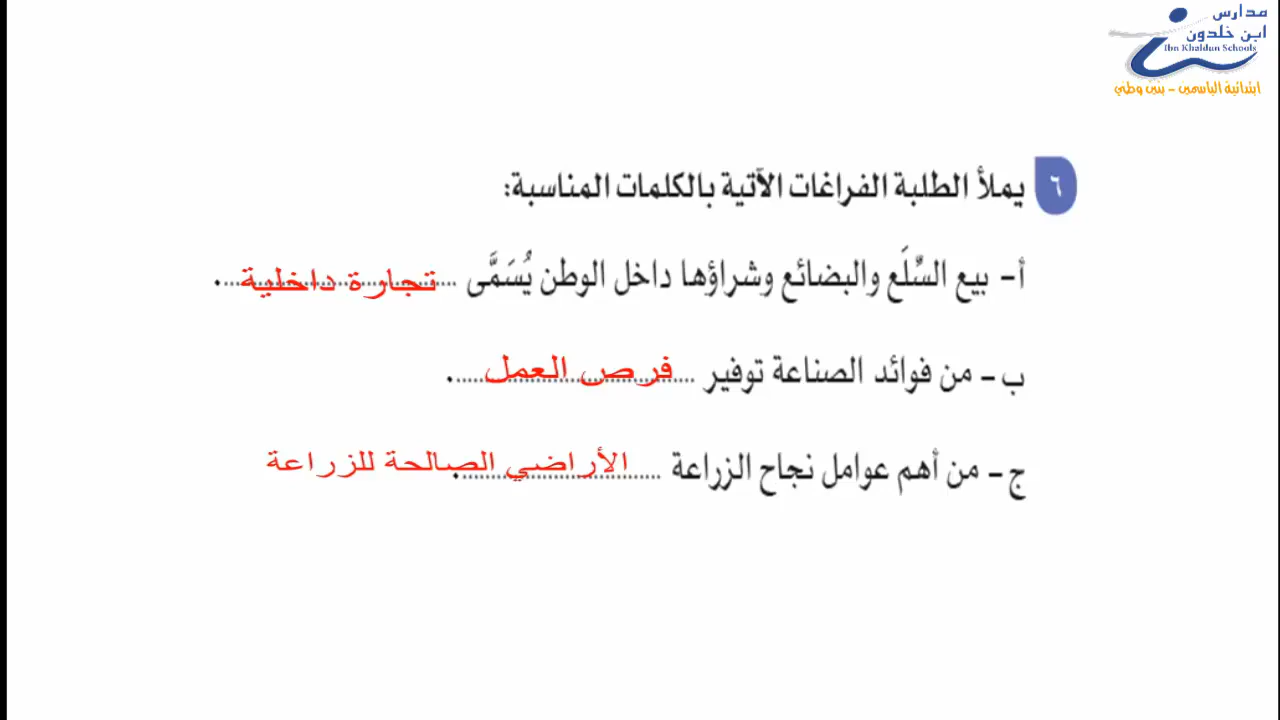 مدارس
ابن خلدون
Ibn Khaldun Schools
ابتدائية الياسمين - بنين وطني
٦ يملأ الطلبة الفراغات الآتية بالكلمات المناسبة:
أ- بيع السِّلَع والبضائع وشراؤها داخل الوطن يُسَمَّى تجارة داخلية.
ب- من فوائد الصناعة توفير فرص العمل.
ج- من أهم عوامل نجاح الزراعة الأراضي الصالحة للزراعة.